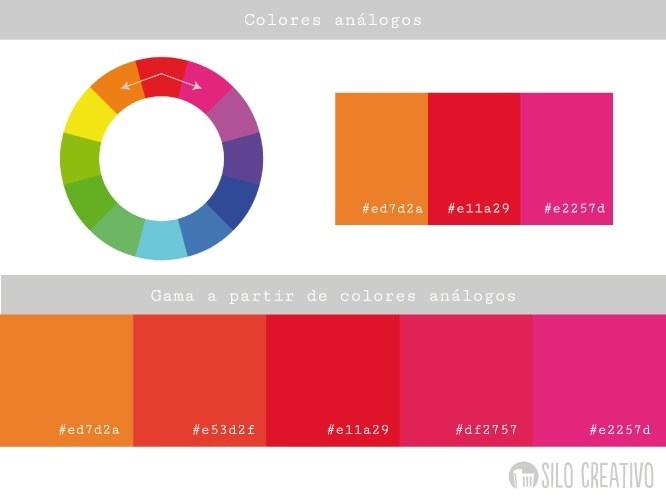 Colores análogos
#ed7d2a #e11a29 #e2257d
Gama a partir de colores análogos
#ed7d2a #e53d2f #e11a29 #df2757 #e2257d
SILO CREATIVO